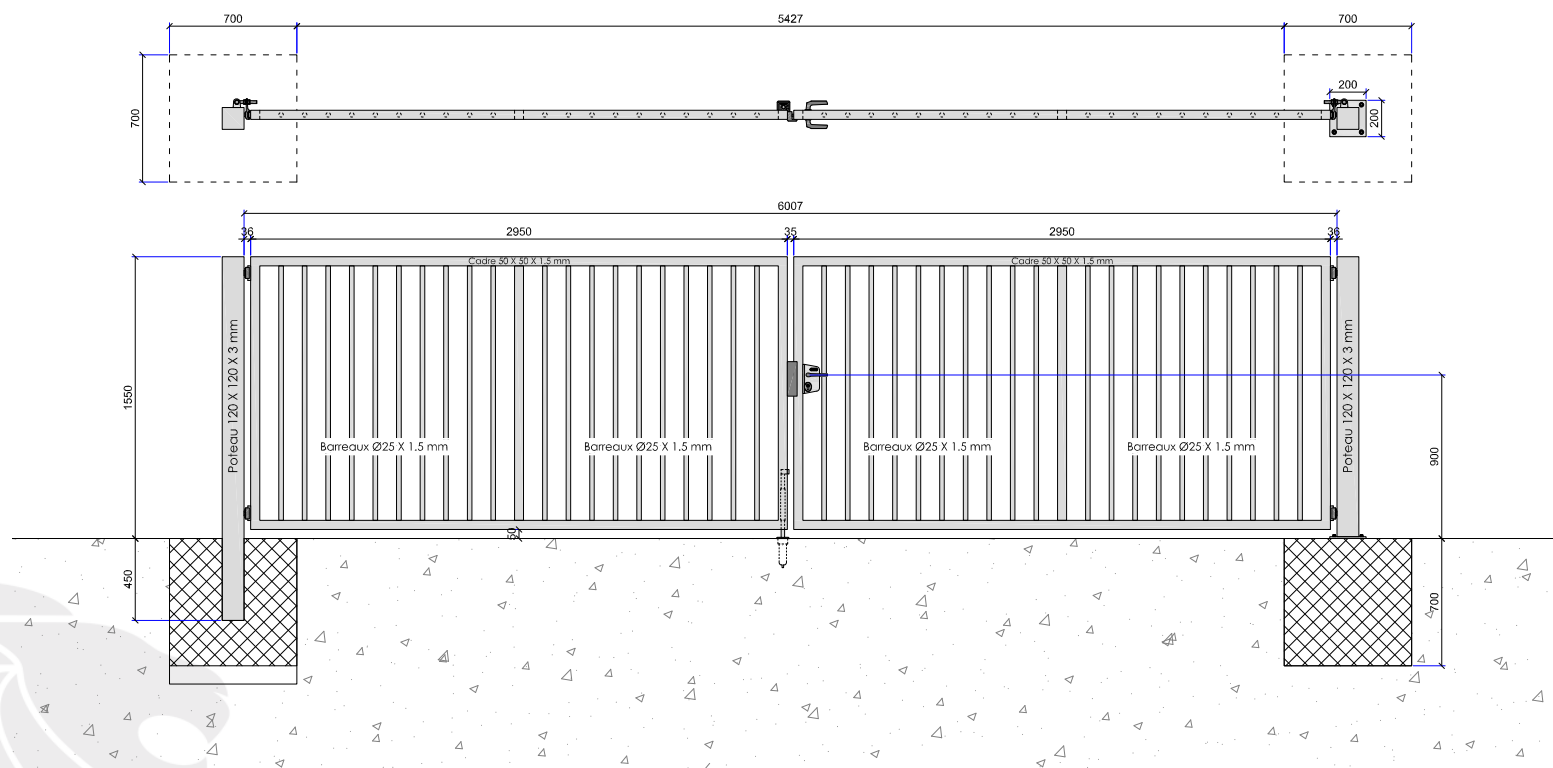 700
5427
700
700
200
200
6007
36
2950
35
2950
36
Cadre 50 X 50 X 1.5 mm
Cadre 50 X 50 X 1.5 mm
Poteau 120 X 120 X 3 mm
Poteau 120 X 120 X 3 mm
1550
Barreaux Ø25 X 1.5 mm
Barreaux Ø25 X 1.5 mm
Barreaux Ø25 X 1.5 mm
Barreaux Ø25 X 1.5 mm
900
50
450
700